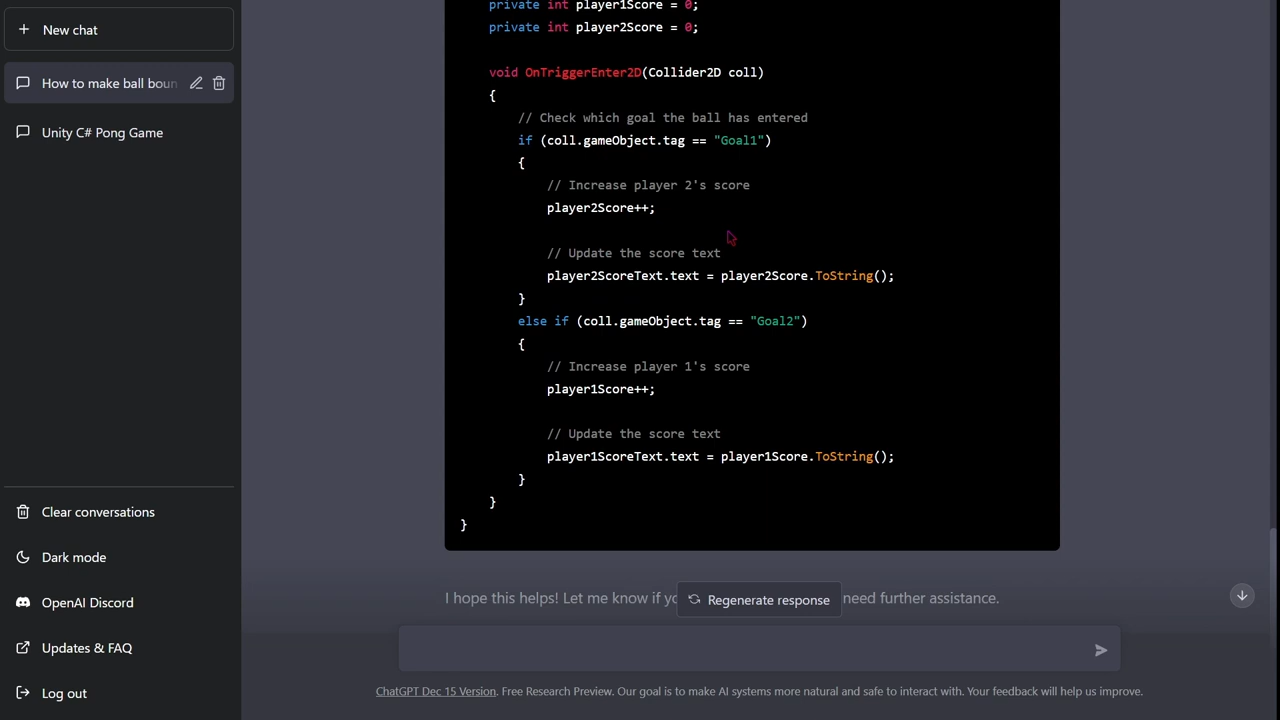 New chat
How to make ball boun
Unity C# Pong Game
Clear conversations
Dark mode
OpenAI Discord
Updates & FAQ
Log out
private int player1Score = 0;
private int player2Score = 0;
void OnTriggerEnter2D(Collider2D coll)
{
// Check which goal the ball has entered
if (coll.gameObject.tag == "Goal1")
{
// Increase player 2's score
player2Score++;
// Update the score text
player2ScoreText.text = player2Score.ToString();
}
else if (coll.gameObject.tag == "Goal2")
{
// Increase player 1's score
player1Score++;
// Update the score text
player1ScoreText.text = player1Score.ToString();
}
}
}
I hope this helps! Let me know if yo need further assistance.
Regenerate response
ChatGPT Dec 15 Version. Free Research Preview. Our goal is to make AI systems more natural and safe to interact with. Your feedback will help us improve.